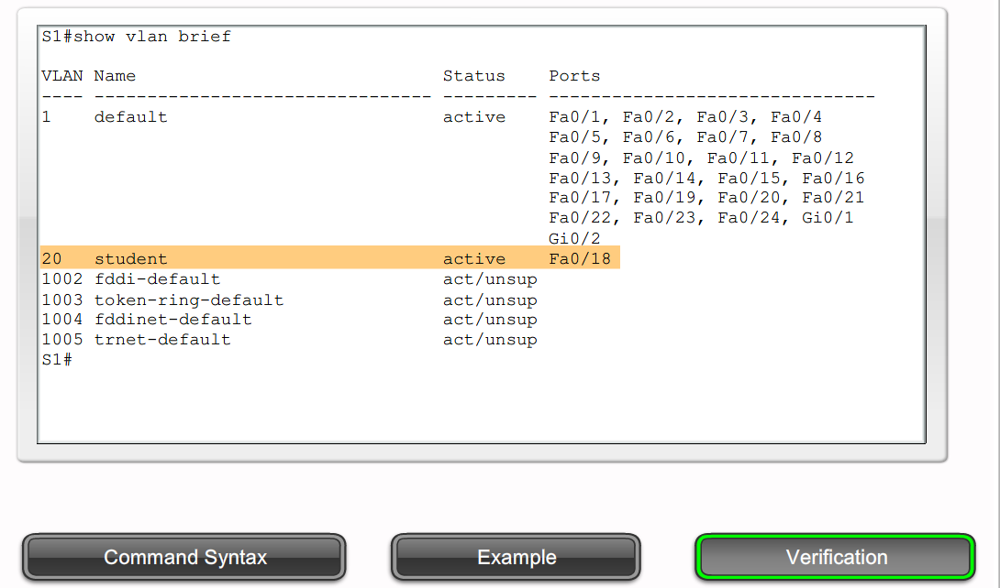 S1#show vlan brief
VLAN Name                             Status    Ports
---- -------------------------------- --------- -------------------------------
1    default                          active    Fa0/1, Fa0/2, Fa0/3, Fa0/4
                                                Fa0/5, Fa0/6, Fa0/7, Fa0/8
                                                Fa0/9, Fa0/10, Fa0/11, Fa0/12
                                                Fa0/13, Fa0/14, Fa0/15, Fa0/16
                                                Fa0/17, Fa0/19, Fa0/20, Fa0/21
                                                Fa0/22, Fa0/23, Fa0/24, Gi0/1
                                                Gi0/2
20   student                          active    Fa0/18
1002 fddi-default                     act/unsup
1003 token-ring-default               act/unsup
1004 fddinet-default                  act/unsup
1005 trnet-default                    act/unsup
S1#
Command Syntax
Example
Verification